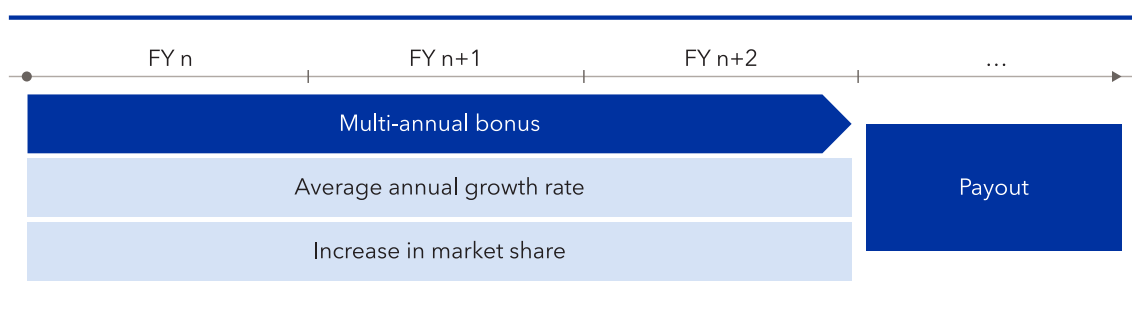 FY n FY n+1 FY n+2 …
Multi-annual bonus
Average annual growth rate
Payout
Increase in market share